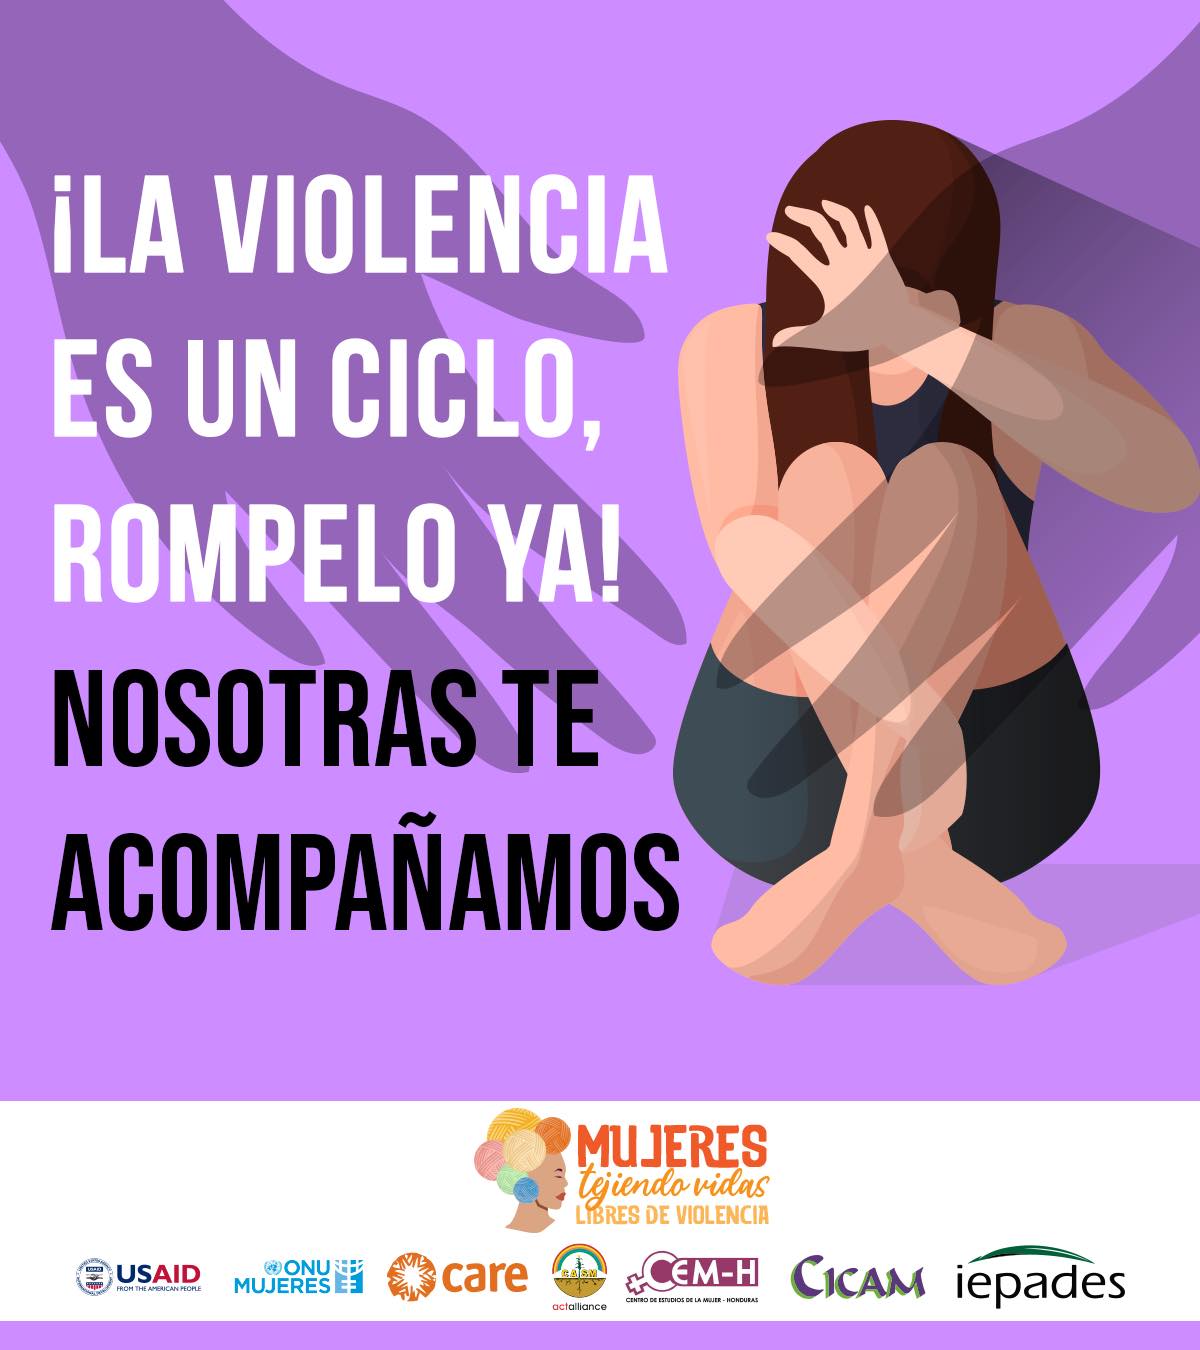 ¡LA VIOLENCIA
ES UN CICLO,
ROMPELO YA!
NOSOTRAS TE
ACOMPAÑAMOS
MUJERES
tejiendo vidas
LIBRES DE VIOLENCIA
USAID
FROM THE AMERICAN PEOPLE
ONU
MUJERES
care
CASM
actalliance
CEM-H
CENTRO DE ESTUDIOS DE LA MUJER - HONDURAS
CICAM
iepades